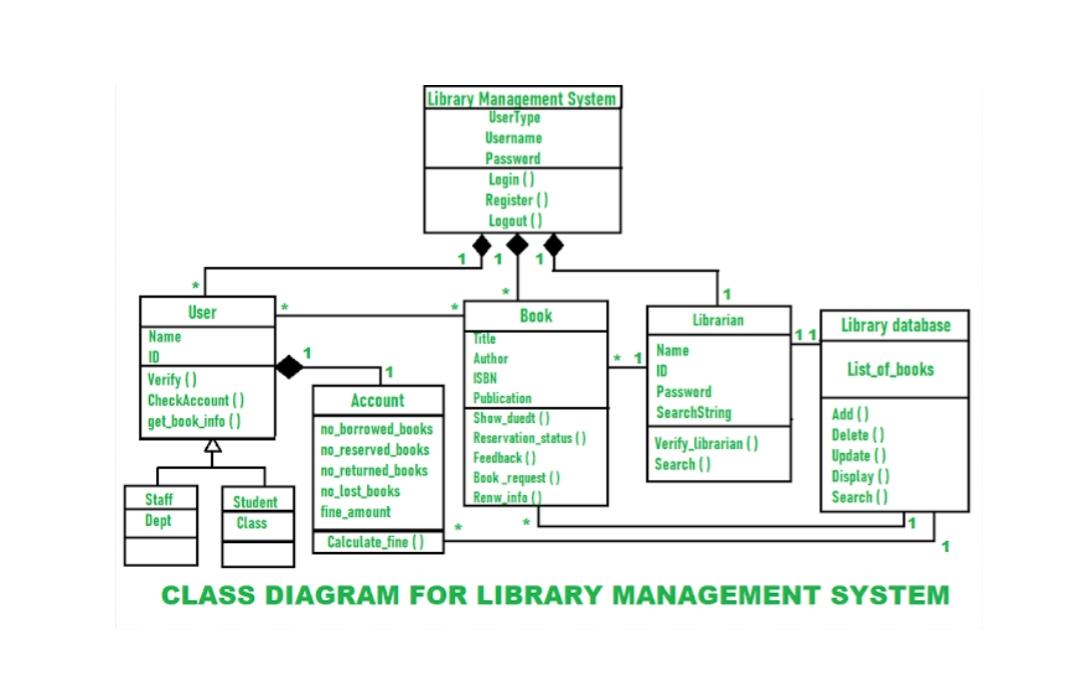 Library Management System
UserType
Username
Password
Login ( )
Register ( )
Logout ( )
1 1 1
* * 1
User
Name
ID
Verify ( )
CheckAccount ( )
get_book_info ( )
* *
1
1
Staff
Dept
Student
Class
Account
no_borrowed_books
no_reserved_books
no_returned_books
no_lost_books
fine_amount
Calculate_fine ( )
Book
Title
Author
ISBN
Publication
Show_duedt ( )
Reservation_status ( )
Feedback ( )
Book _request ( )
Renw_info ( )
* 1
Librarian
Name
ID
Password
SearchString
Verify_librarian ( )
Search ( )
1 1
Library database
List_of_books
Add ( )
Delete ( )
Update ( )
Display ( )
Search ( )
* * 1
1
CLASS DIAGRAM FOR LIBRARY MANAGEMENT SYSTEM